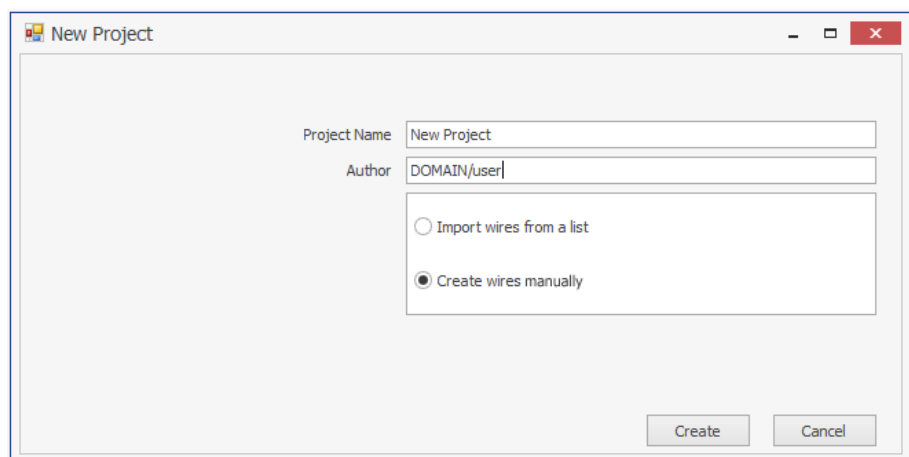 New Project
Project Name New Project
Author DOMAIN/user
Import wires from a list
Create wires manually
Create Cancel